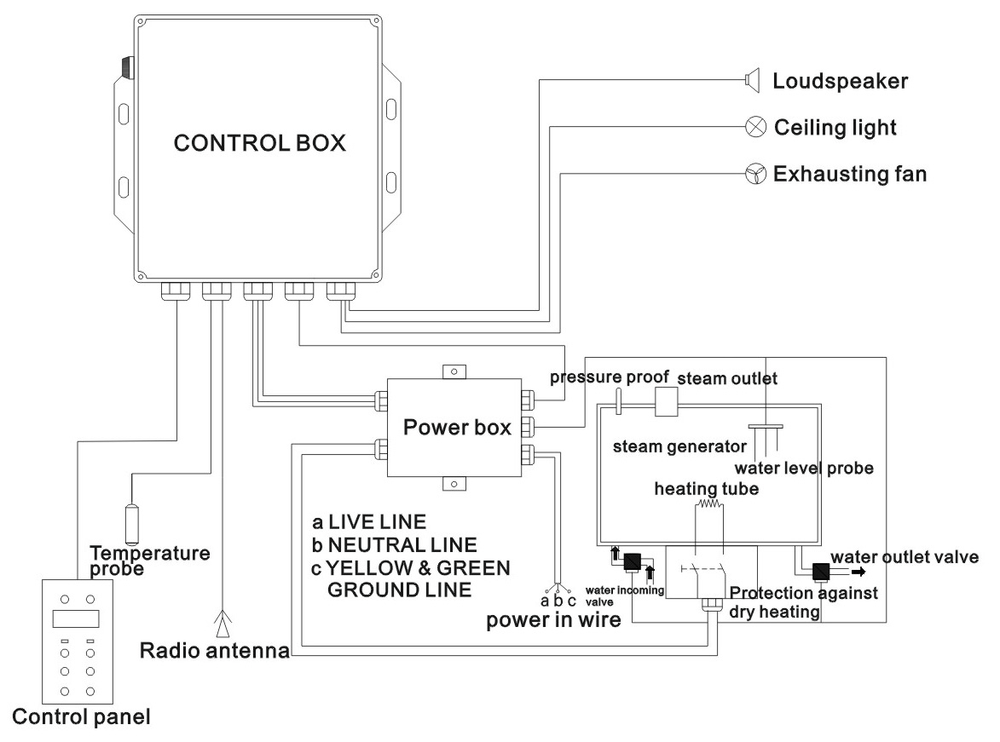 CONTROL BOX
Loudspeaker
Ceiling light
Exhausting fan
pressure proof
steam outlet
Power box
steam generator
water level probe
heating tube
a LIVE LINE
b NEUTRAL LINE
c YELLOW & GREEN
GROUND LINE
Temperature
probe
water outlet valve
water incoming
valve
Protection against
dry heating
a b c
power in wire
Radio antenna
Control panel